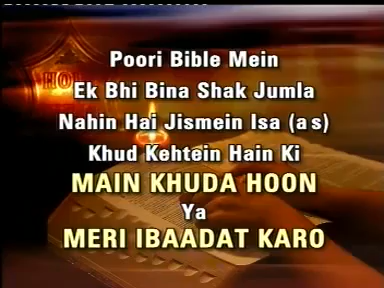 Poori Bible Mein
Ek Bhi Bina Shak Jumla
Nahin Hai Jismein Isa (a s)
Khud Kehtein Hain Ki
MAIN KHUDA HOON
Ya
MERI IBAADAT KARO